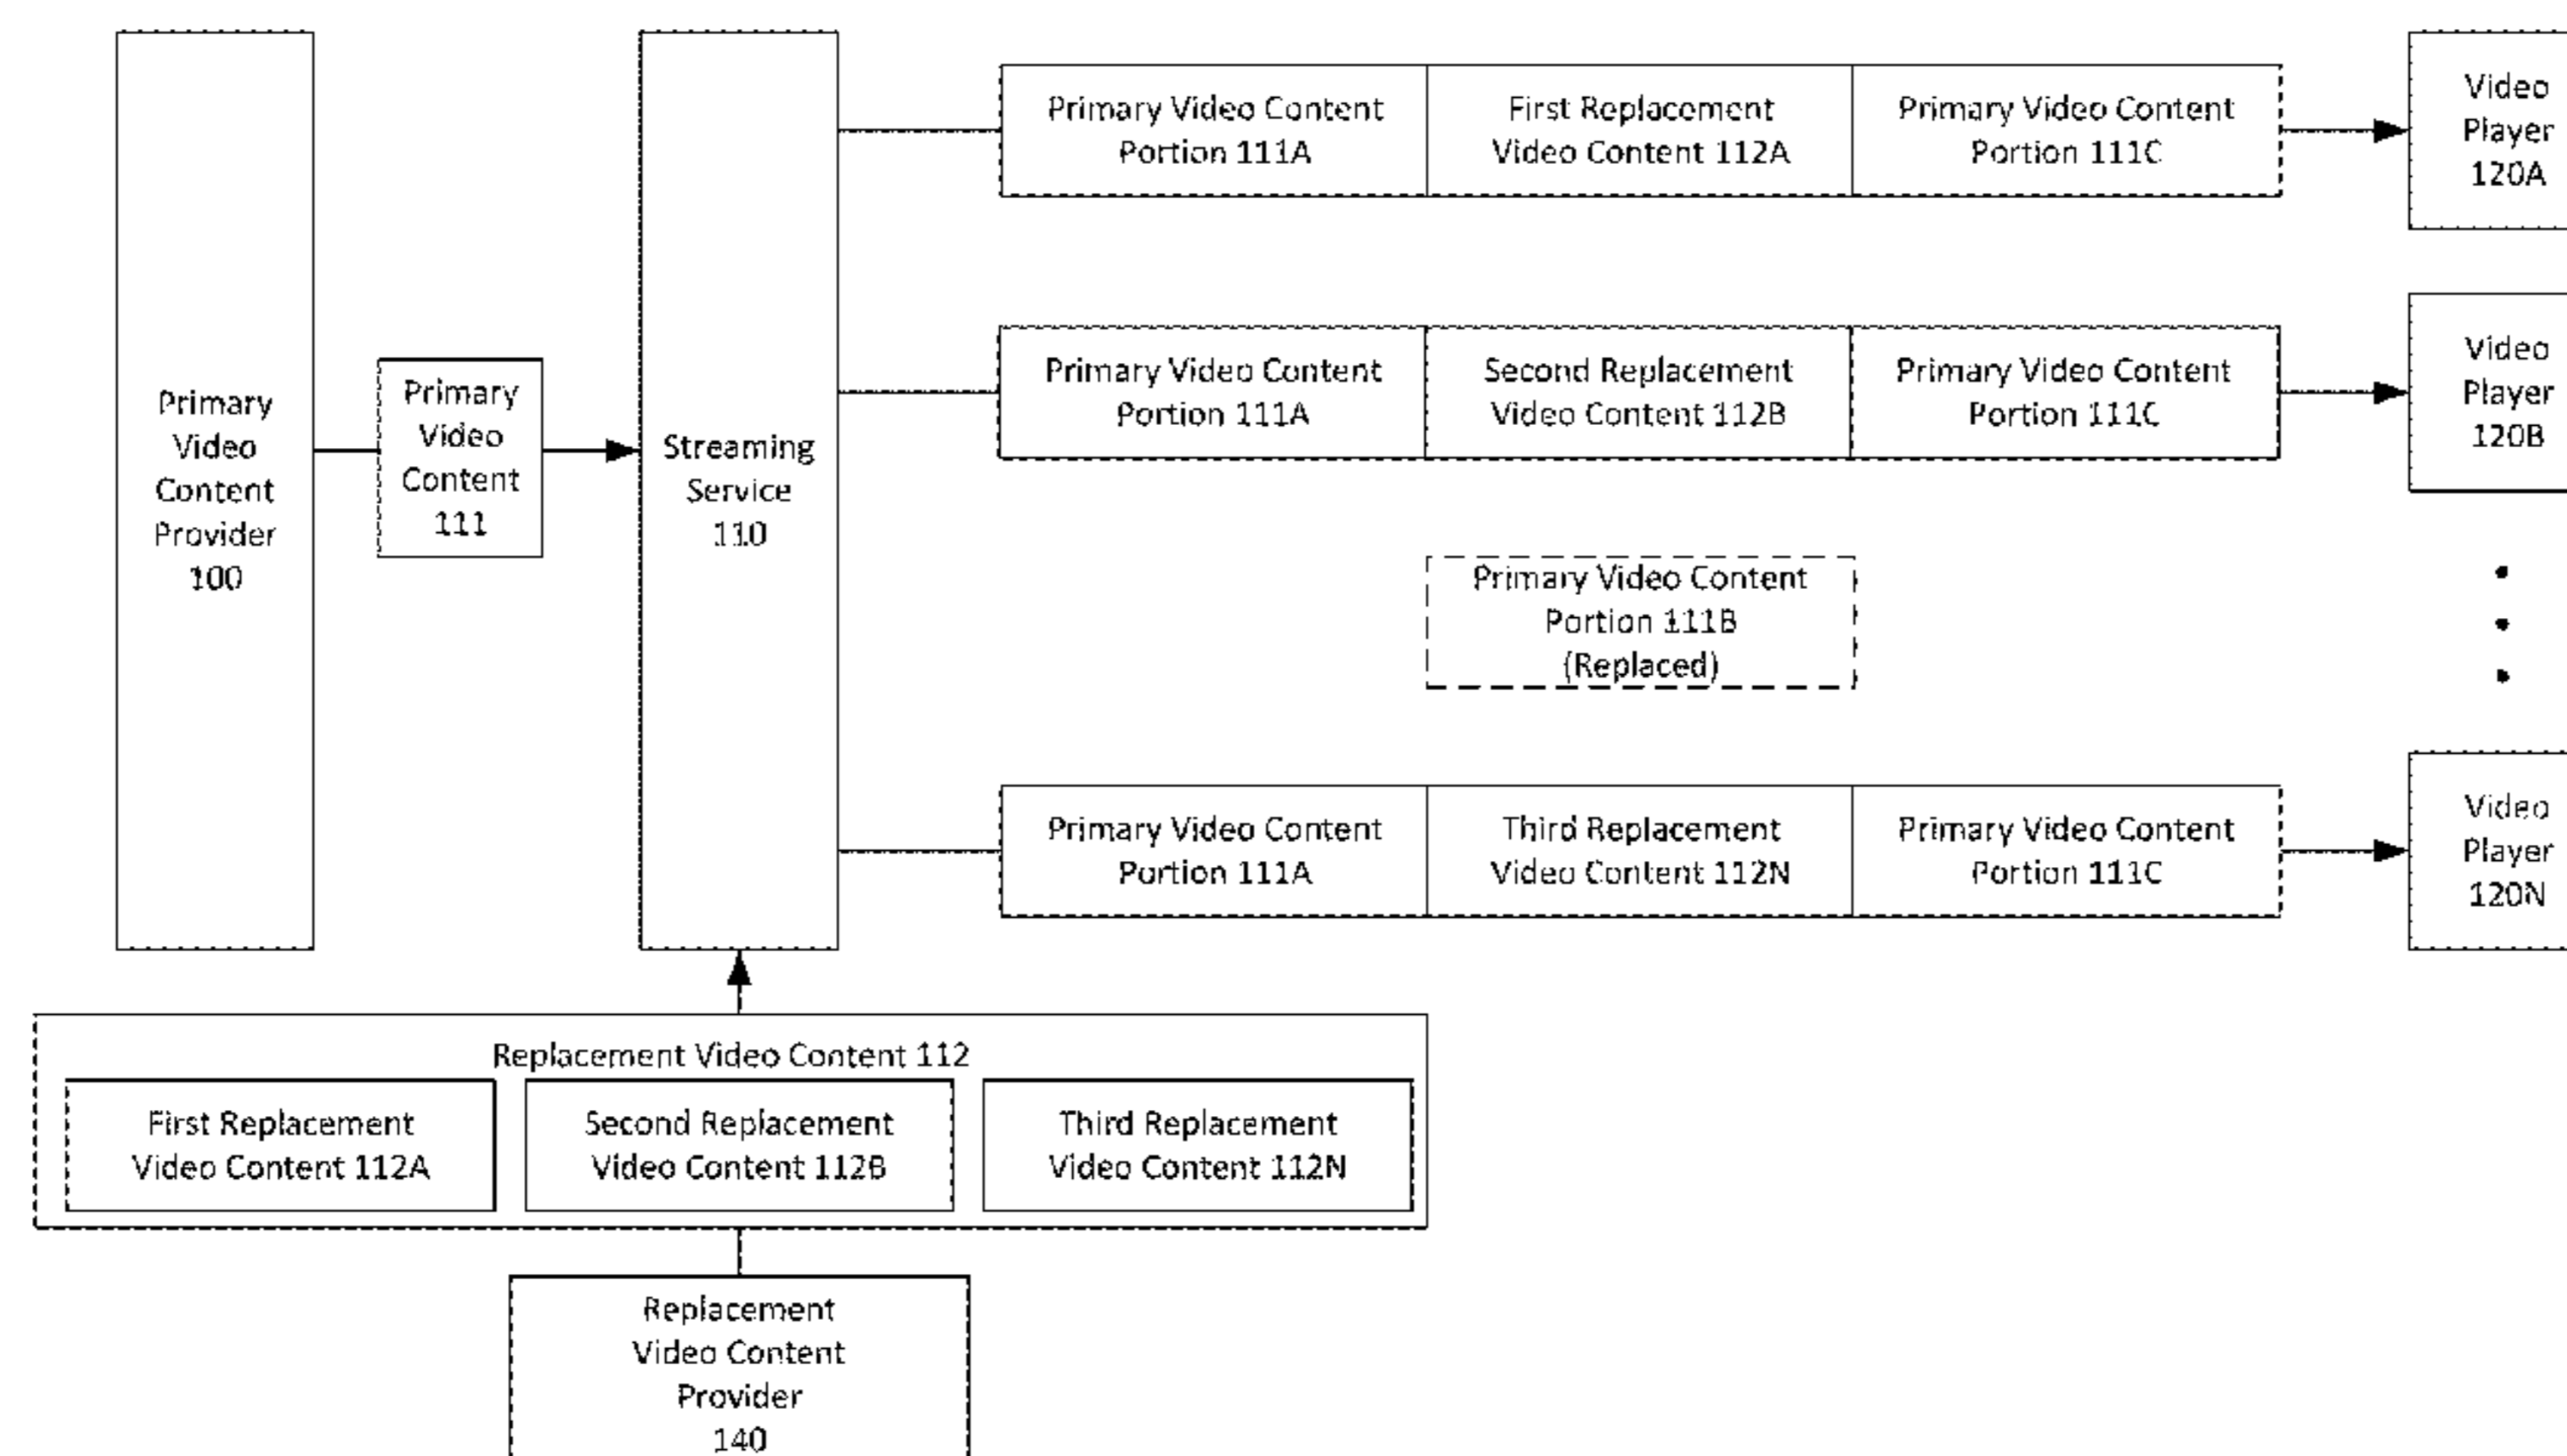 Primary
Video
Content
Provider
100
Primary
Video
Content
111
Streaming
Service
110
Primary Video Content
Portion 111A
First Replacement
Video Content 112A
Primary Video Content
Portion 111C
Video
Player
120A
Primary Video Content
Portion 111A
Second Replacement
Video Content 112B
Primary Video Content
Portion 111C
Video
Player
120B
Primary Video Content
Portion 111B
(Replaced)
Primary Video Content
Portion 111A
Third Replacement
Video Content 112N
Primary Video Content
Portion 111C
Video
Player
120N
Replacement Video Content 112
First Replacement
Video Content 112A
Second Replacement
Video Content 112B
Third Replacement
Video Content 112N
Replacement
Video Content
Provider
140